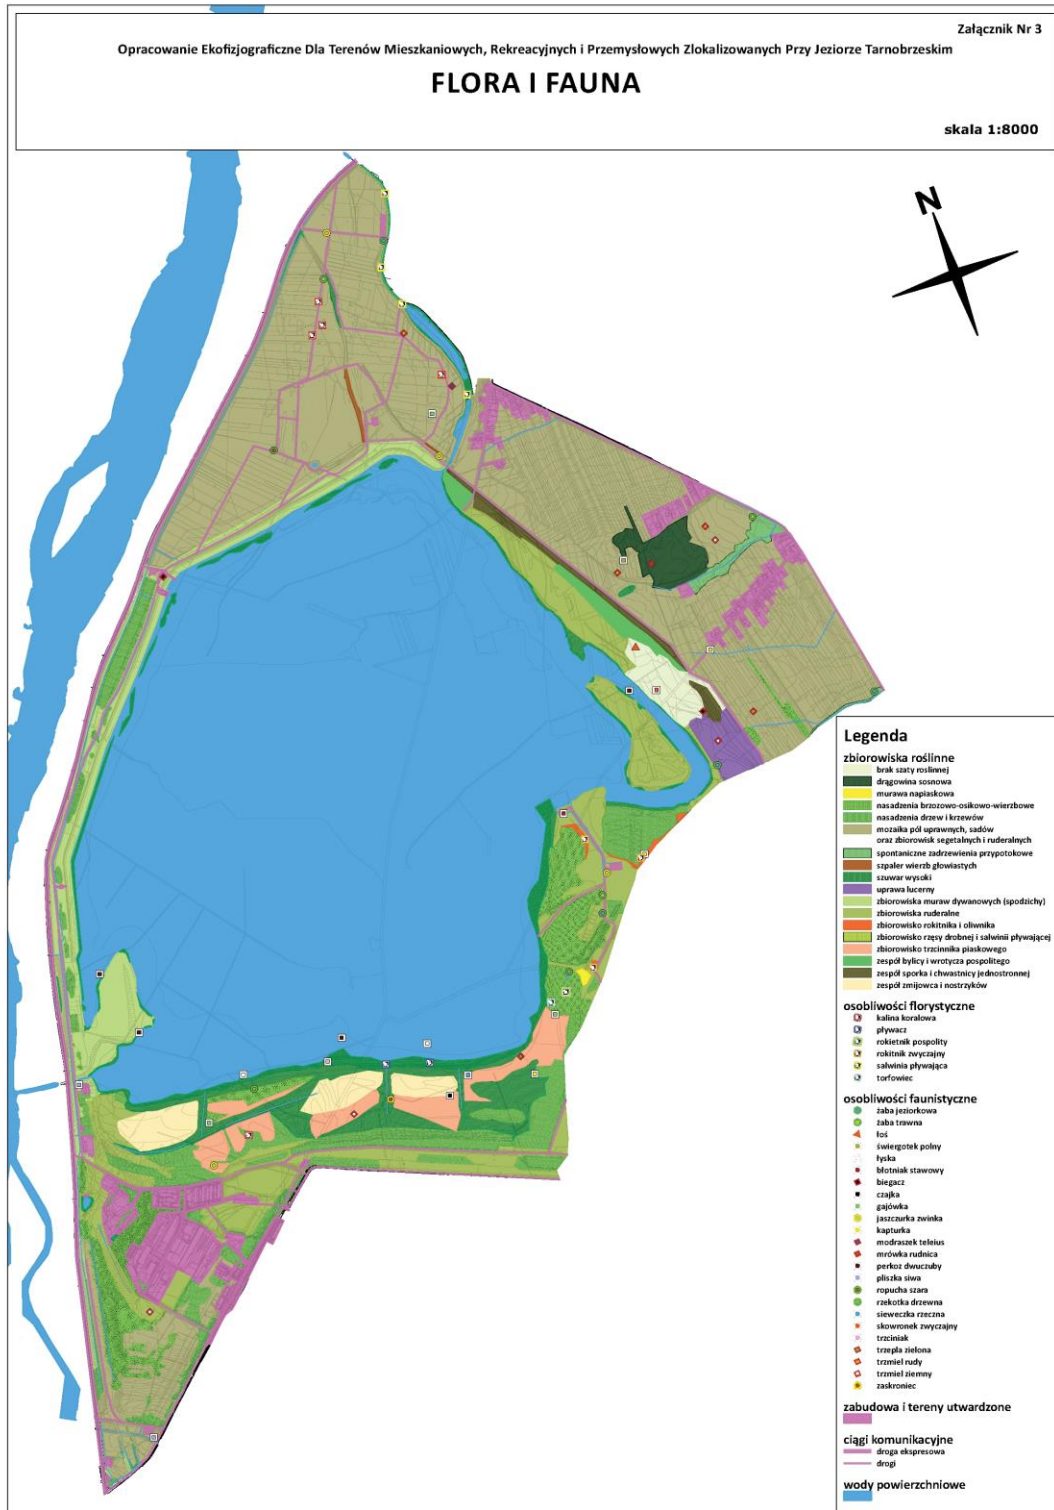 Załącznik Nr 3
Opracowanie Ekofizjograficzne Dla Terenów Mieszkaniowych, Rekreacyjnych i Przemysłowych Zlokalizowanych Przy Jeziorze Tarnobrzeskim
FLORA I FAUNA
skala 1:8000
N
Legenda
zbiorowiska roślinne
brak szaty roslinnej
drągowina sosnowa
murawa napiaskowa
nasadzenia brzozowo-osikowo-wierzbowe
nasadzenia drzew i krzewów
mozaika pól uprawnych, sadów
oraz zbiorowisk segetalnych i ruderalnych
spontaniczne zadrzewienia przypotokowe
szpaler wierzb głowiastych
szuwar wysoki
uprawa lucerny
zbiorowiska muraw dywanowych (spodzichy)
zbiorowiska ruderalne
zbiorowisko rokitnika i oliwnika
zbiorowisko rzęsy drobnej i salwinii pływającej
zbiorowisko trzcinnika piaskowego
zespół bylicy i wrotycza pospolitego
zespół sporka i chwastnicy jednostronnej
zespół zmijowca i nostrzyków
osobliwości florystyczne
kalina koralowa
pływacz
rokietnik pospolity
rokitnik zwyczajny
salwinia pływająca
torfowiec
osobliwości faunistyczne
żaba jeziorkowa
żaba trawna
łoś
świergotek polny
łyska
błotniak stawowy
biegacz
czajka
gajówka
jaszczurka zwinka
kapturka
modraszek teleius
mrówka rudnica
perkoz dwuczuby
pliszka siwa
ropucha szara
rzekotka drzewna
sieweczka rzeczna
skowronek zwyczajny
trzciniak
trzepla zielona
trzmiel rudy
trzmiel ziemny
zaskroniec
zabudowa i tereny utwardzone
ciągi komunikacyjne
droga ekspresowa
drogi
wody powierzchniowe